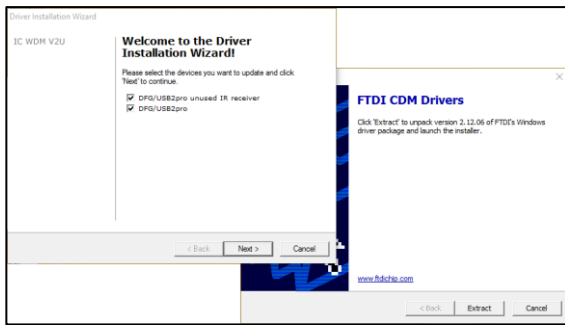 Driver Installation Wizard
IC WDM V2U
Welcome to the Driver
Installation Wizard!
Please select the devices you want to update and click
'Next' to continue.
DFG/USB2pro unused IR receiver
DFG/USB2pro
< Back
Next >
Cancel
FTDI CDM Drivers
Click 'Extract' to unpack version 2.12.06 of FTDI's Windows
driver package and launch the installer.
www.ftdichip.com
< Back
Extract
Cancel